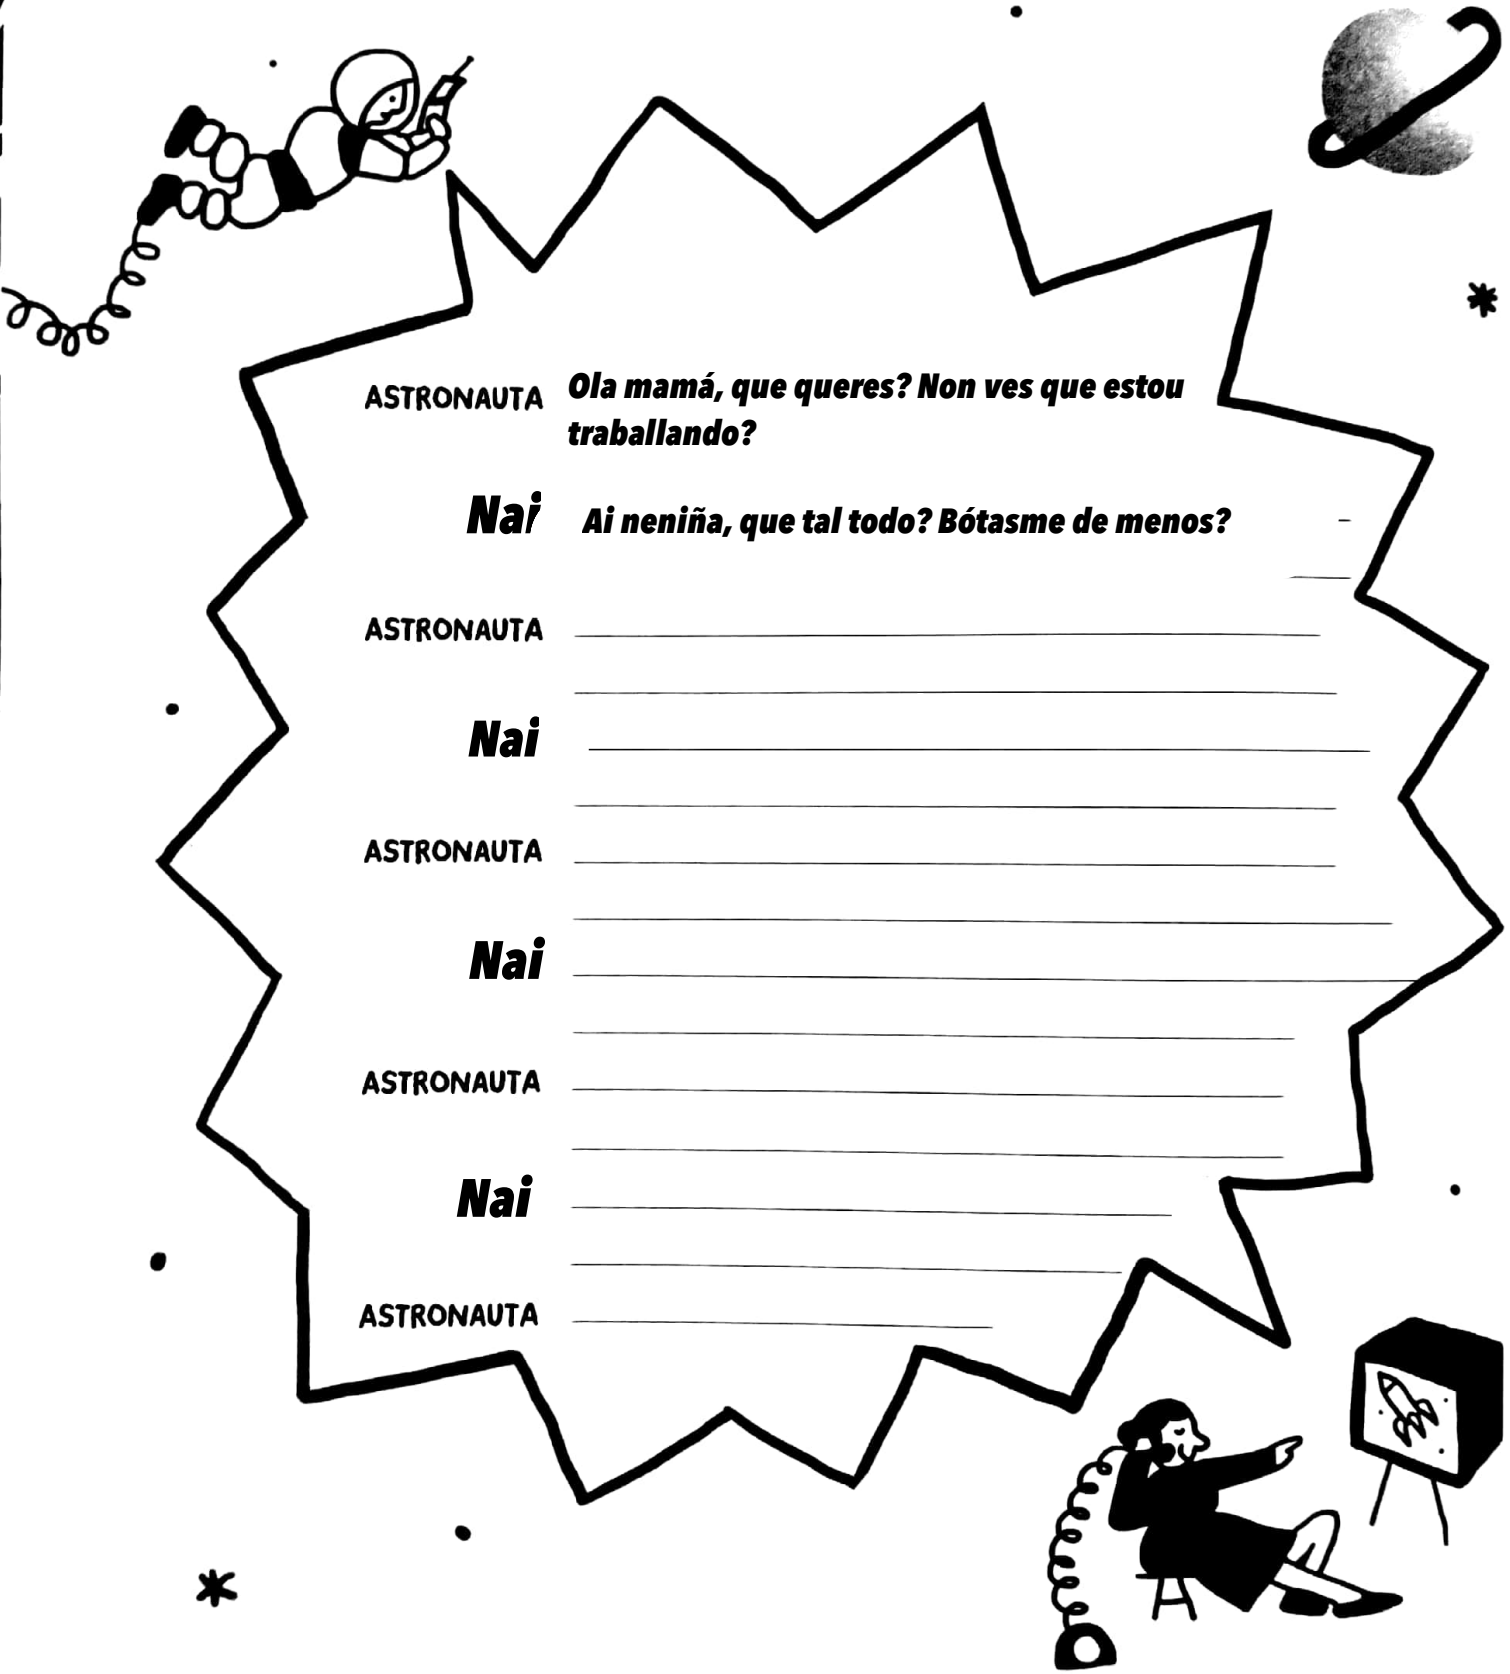 ASTRONAUTA Ola mamá, que queres? Non ves que estou
traballando?
Nai Ai neniña, que tal todo? Bótasme de menos?
ASTRONAUTA
Nai
ASTRONAUTA
Nai
ASTRONAUTA
Nai
ASTRONAUTA